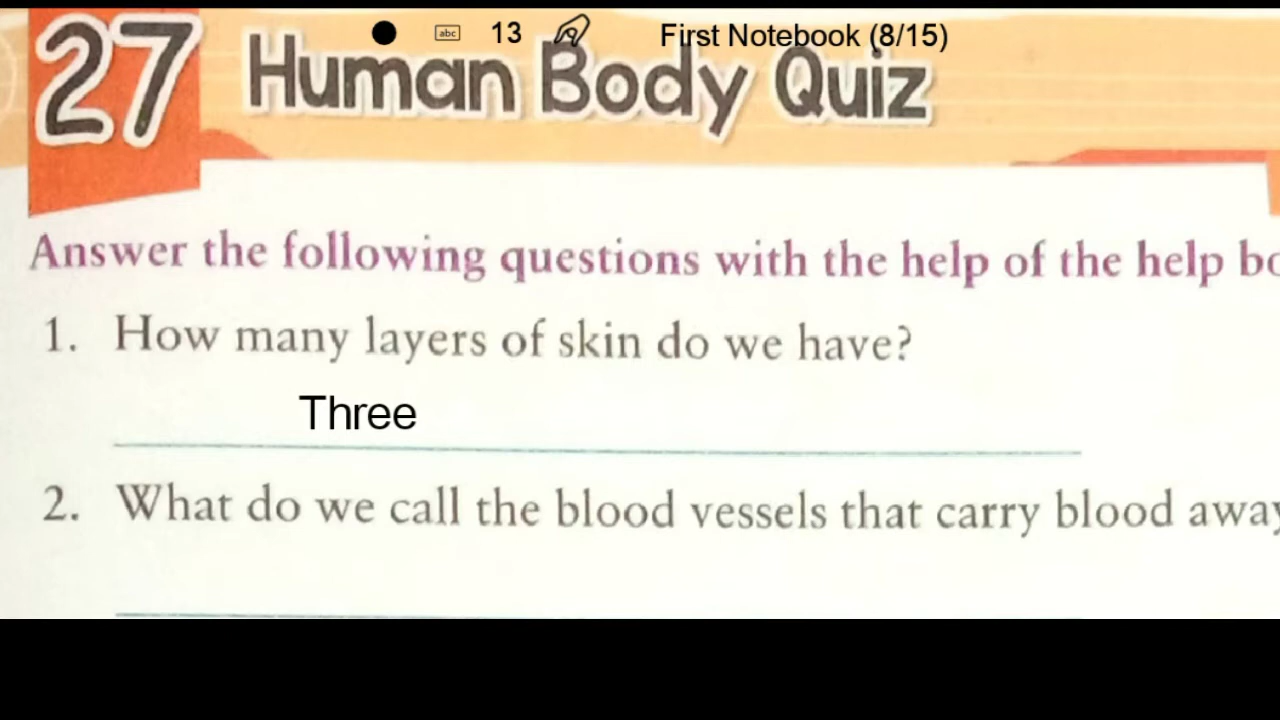 abc 13 First Notebook (8/15)
27 Human Body Quiz
Answer the following questions with the help of the help
1. How many layers of skin do we have?
Three
2. What do we call the blood vessels that carry blood away